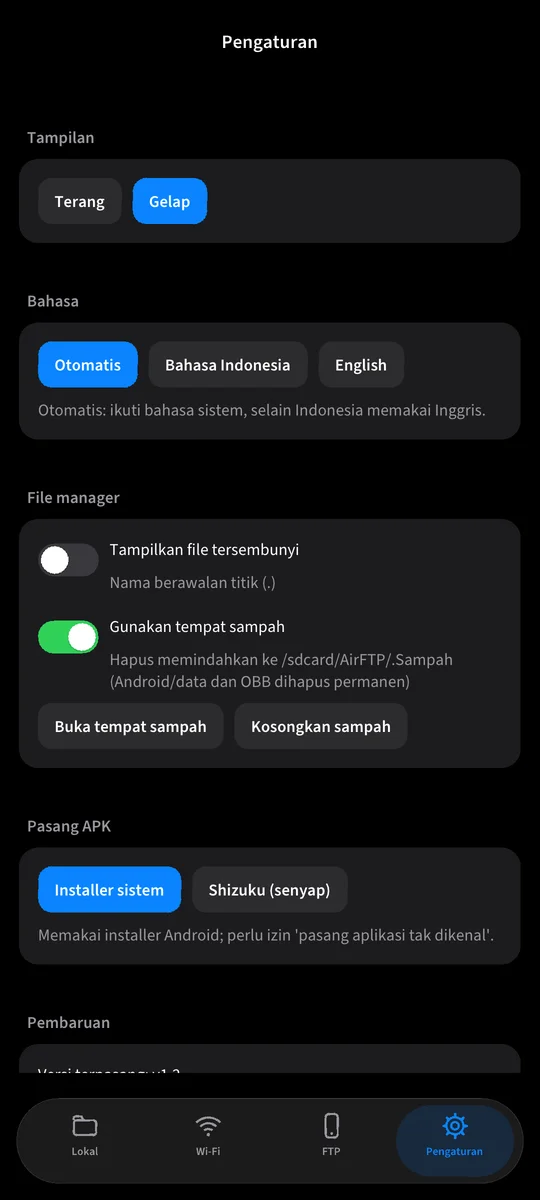 Pengaturan
Tampilan
Terang
Gelap
Bahasa
Otomatis
Bahasa Indonesia
English
Otomatis: ikuti bahasa sistem, selain Indonesia memakai Inggris.
File manager
Tampilkan file tersembunyi
Nama berawalan titik (.)
Gunakan tempat sampah
Hapus memindahkan ke /sdcard/AirFTP/.Sampah
(Android/data dan OBB dihapus permanen)
Buka tempat sampah
Kosongkan sampah
Pasang APK
Installer sistem
Shizuku (senyap)
Memakai installer Android; perlu izin 'pasang aplikasi tak dikenal'.
Pembaruan
Lokal
Wi-Fi
FTP
Pengaturan